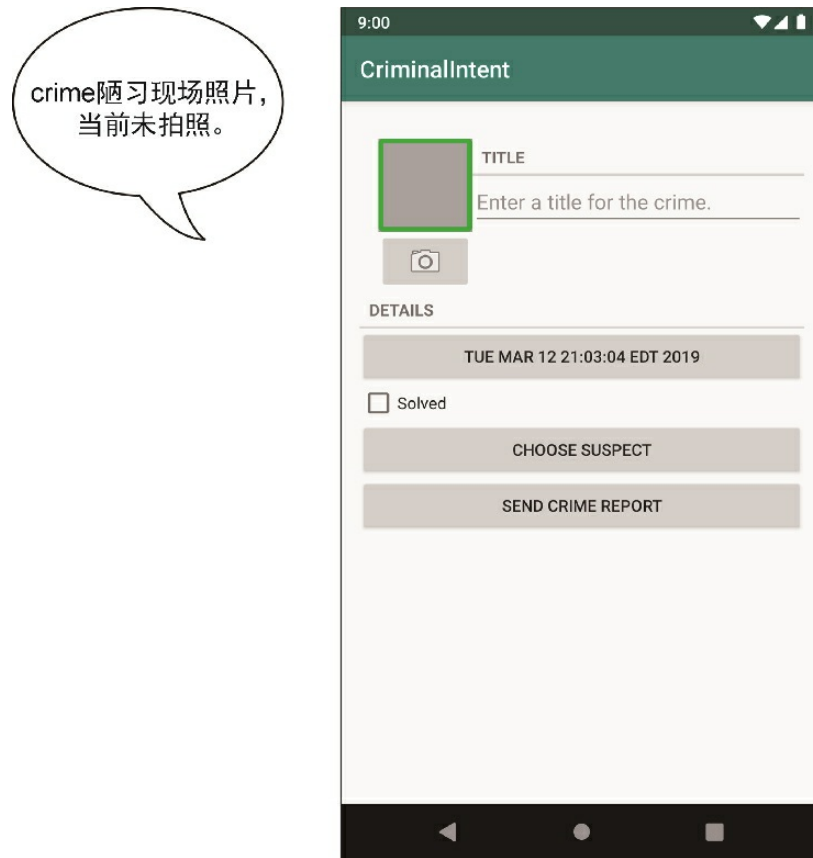 crime陋习现场照片，
当前未拍照。
9:00
CriminalIntent
TITLE
Enter a title for the crime.
DETAILS
TUE MAR 12 21:03:04 EDT 2019
Solved
CHOOSE SUSPECT
SEND CRIME REPORT